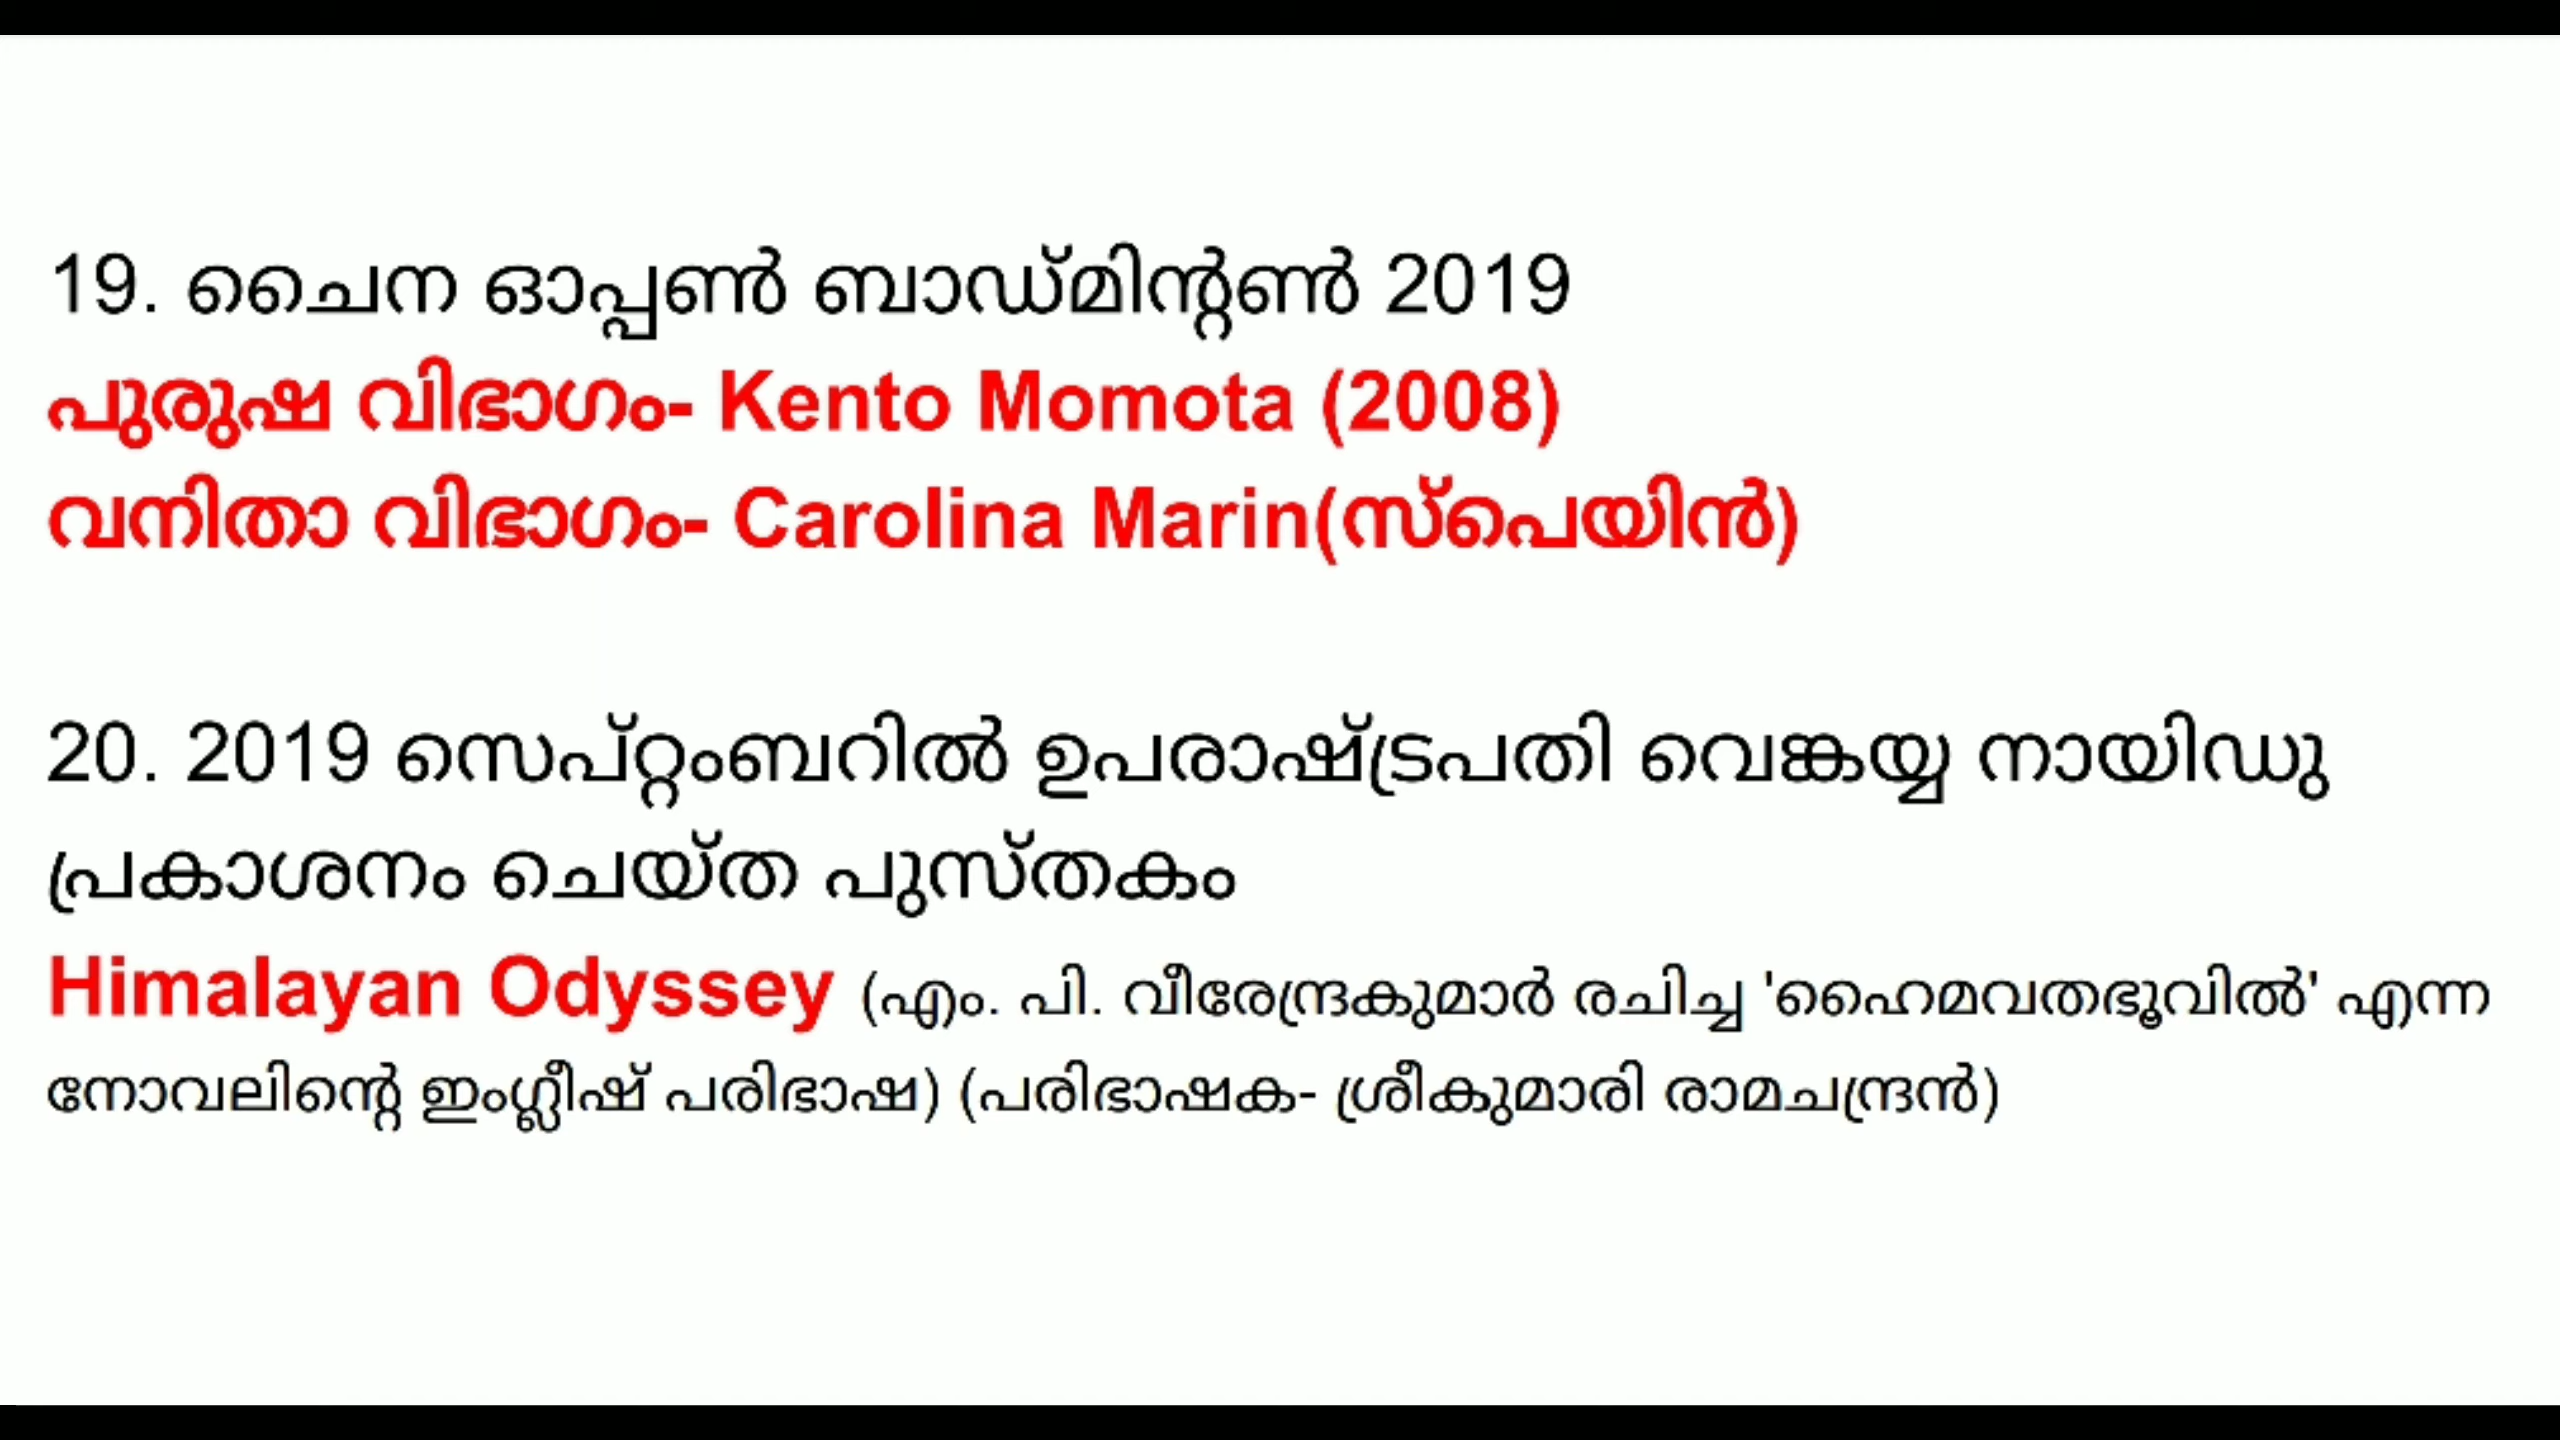 19. ചൈന ഓപ്പൺ ബാഡ്മിന്റൺ 2019
പുരുഷ വിഭാഗം- Kento Momota (2008)
വനിതാ വിഭാഗം- Carolina Marin(സ്പെയിൻ)
20. 2019 സെപ്റ്റംബറിൽ ഉപരാഷ്ട്രപതി വെങ്കയ്യ നായിഡു
പ്രകാശനം ചെയ്ത പുസ്തകം
Himalayan Odyssey (എം. പി. വീരേന്ദ്രകുമാർ രചിച്ച 'ഹൈമവതഭൂവിൽ' എന്ന
നോവലിന്റെ ഇംഗ്ലീഷ് പരിഭാഷ) (പരിഭാഷക- ശ്രീകുമാരി രാമചന്ദ്രൻ)